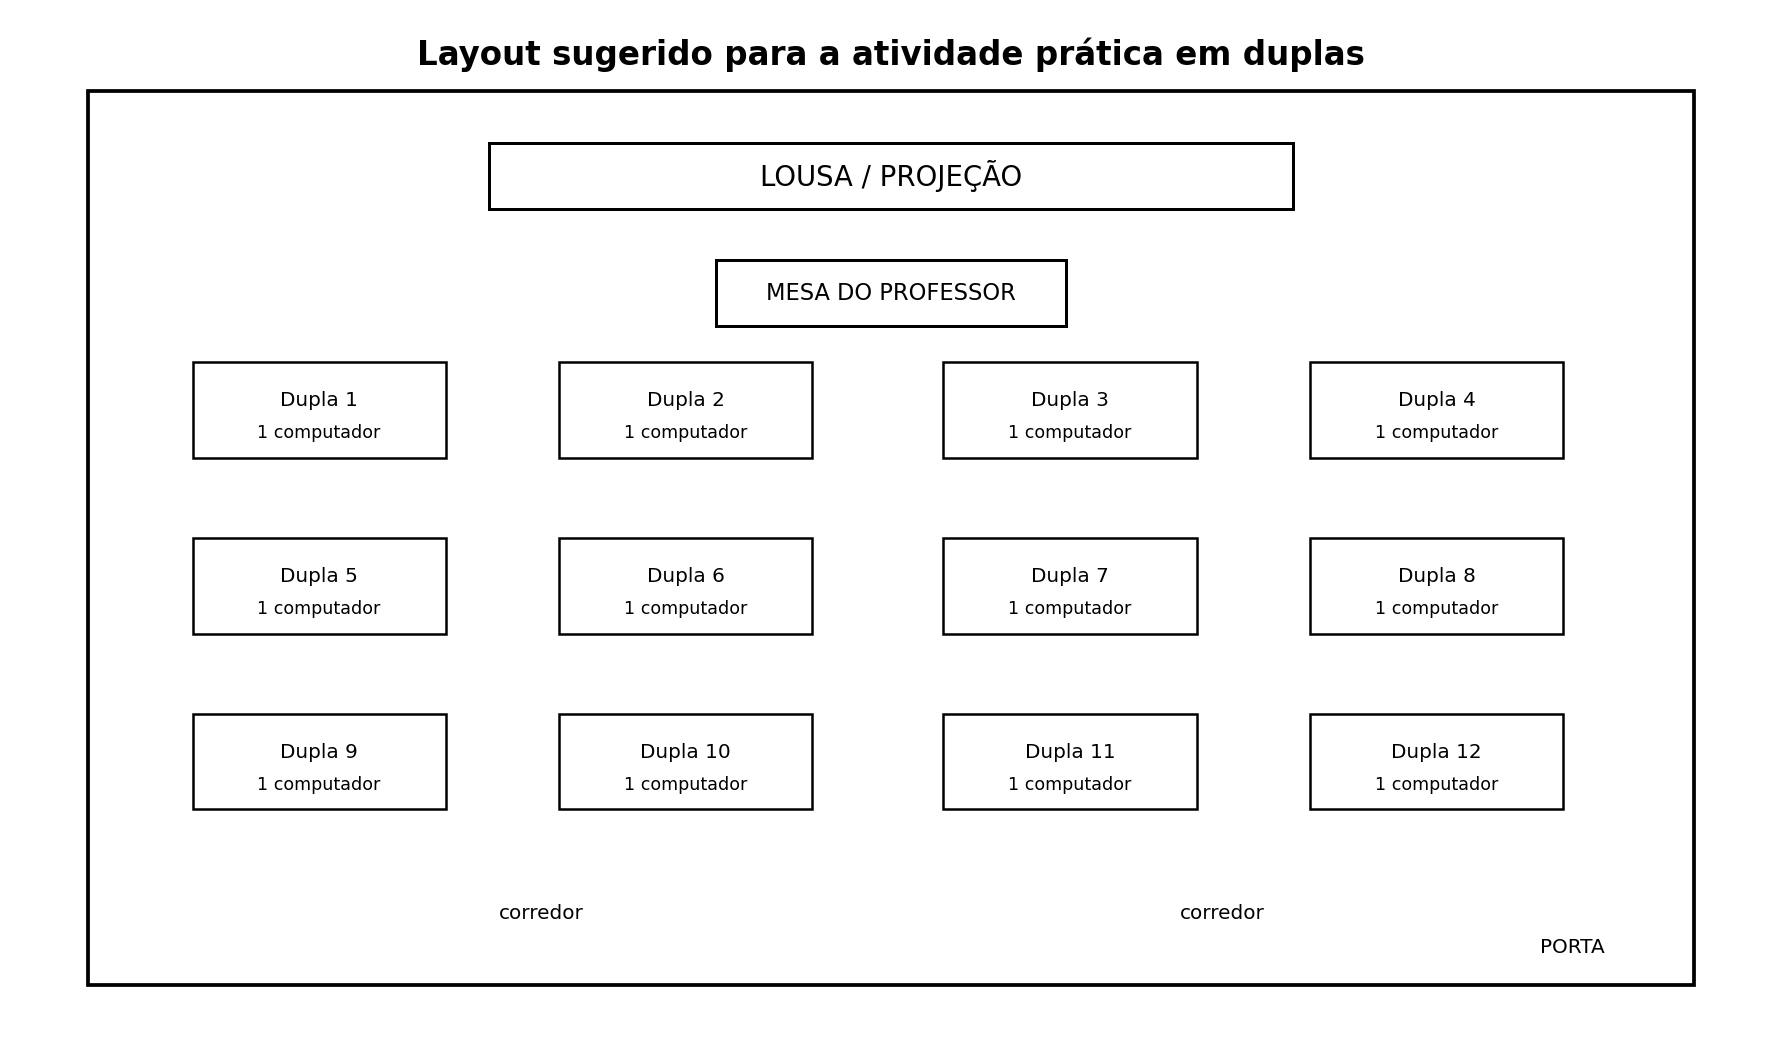 Layout sugerido para a atividade prática em duplas
LOUSA / PROJEÇÃO
MESA DO PROFESSOR
Dupla 1
1 computador
Dupla 2
1 computador
Dupla 3
1 computador
Dupla 4
1 computador
Dupla 5
1 computador
Dupla 6
1 computador
Dupla 7
1 computador
Dupla 8
1 computador
Dupla 9
1 computador
Dupla 10
1 computador
Dupla 11
1 computador
Dupla 12
1 computador
corredor
corredor
PORTA